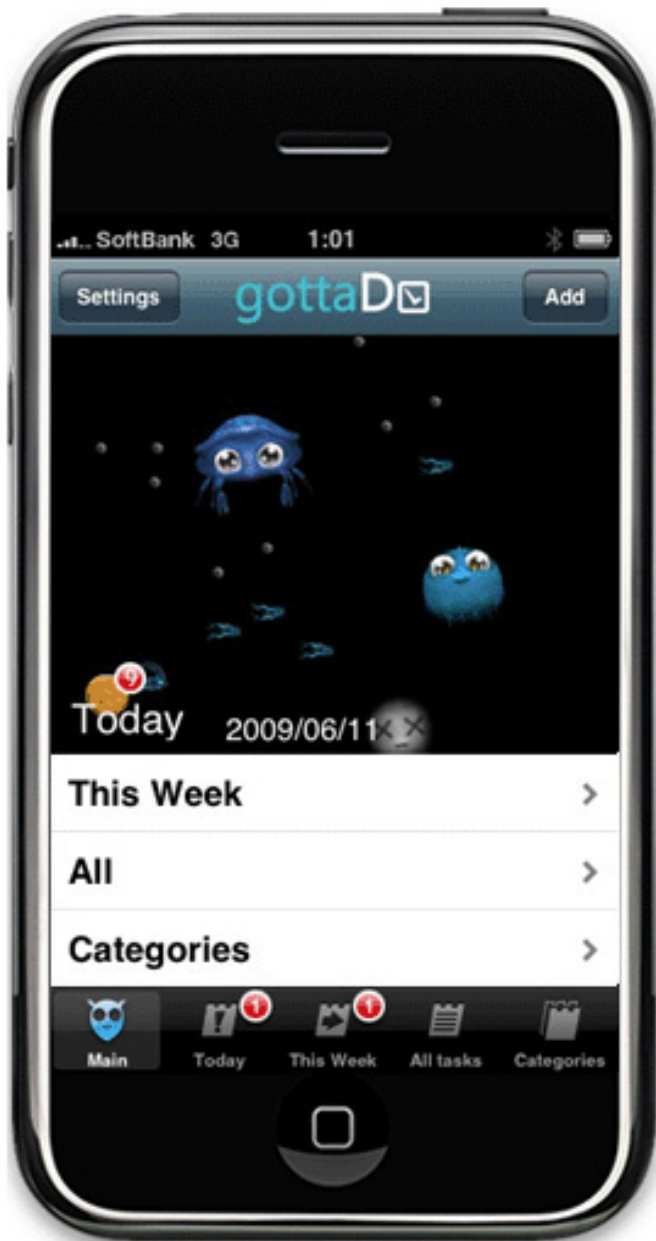 SoftBank 3G 1:01
Settings gottaDo Add
9
Today 2009/06/11
This Week
All
Categories
! 1 1
Main Today This Week All tasks Categories